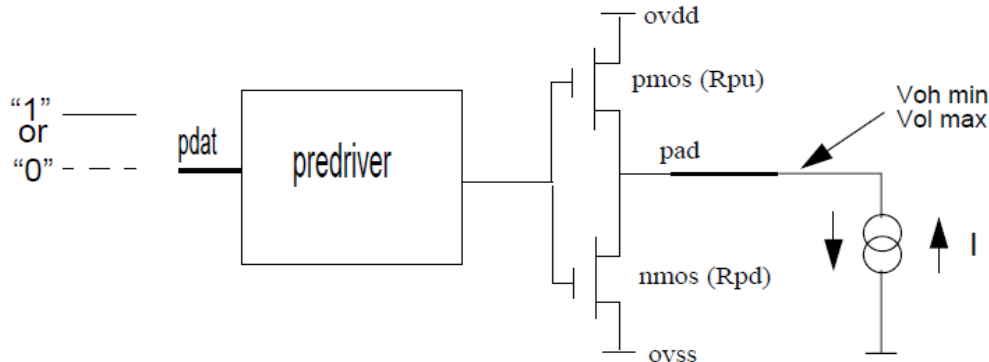 ovdd
pmos (Rpu)
Voh min
Vol max
“1”
or
“0”
pdat
predriver
pad
nmos (Rpd)
I
ovss